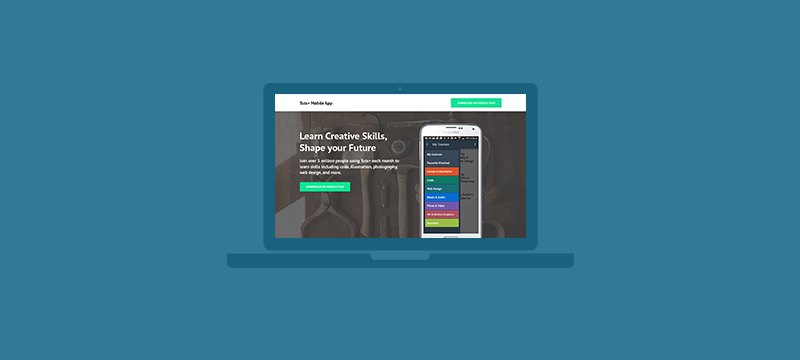 Tuts+ Mobile App
DOWNLOAD ON GOOGLE PLAY
Learn Creative Skills,
Shape your Future
Join over 5 million people using Tuts+ each month to
learn skills including code, illustration, photography,
web design, and more.
DOWNLOAD ON GOOGLE PLAY
My Courses
My Courses
Recently Watched
Design & Illustration
Code
Web Design
Music & Audio
Photo & Video
3D & Motion Graphics
Business